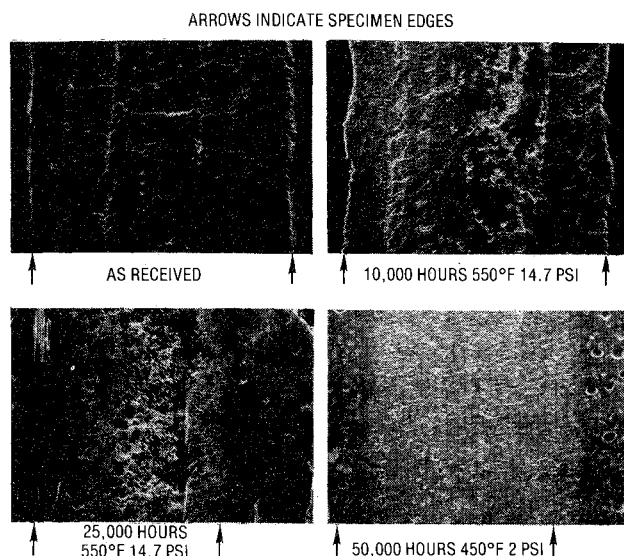 ARROWS INDICATE SPECIMEN EDGES
AS RECEIVED
10,000 HOURS 550°F 14.7 PSI
25,000 HOURS
550°F 14.7 PSI
50,000 HOURS 450°F 2 PSI